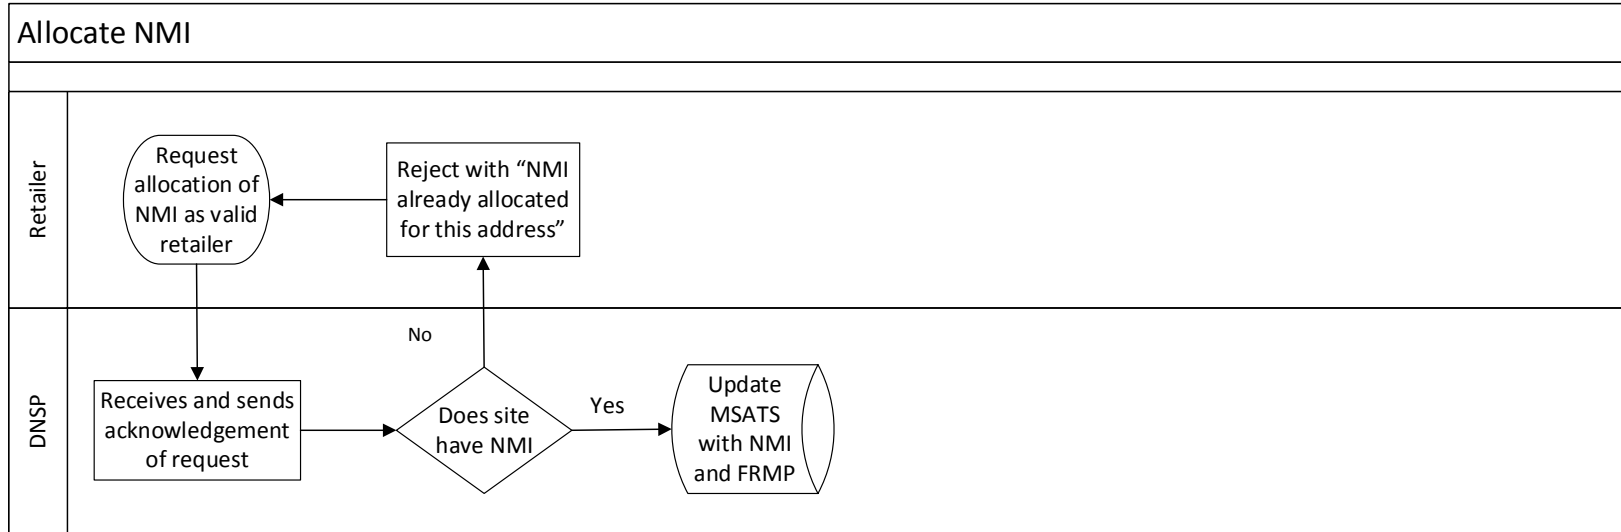 Allocate NMI
Retailer
Request
allocation of
NMI as valid
retailer
Reject with “NMI
already allocated
for this address”
No
DNSP
Receives and sends
acknowledgement
of request
Does site
have NMI
Yes
Update
MSATS
with NMI
and FRMP